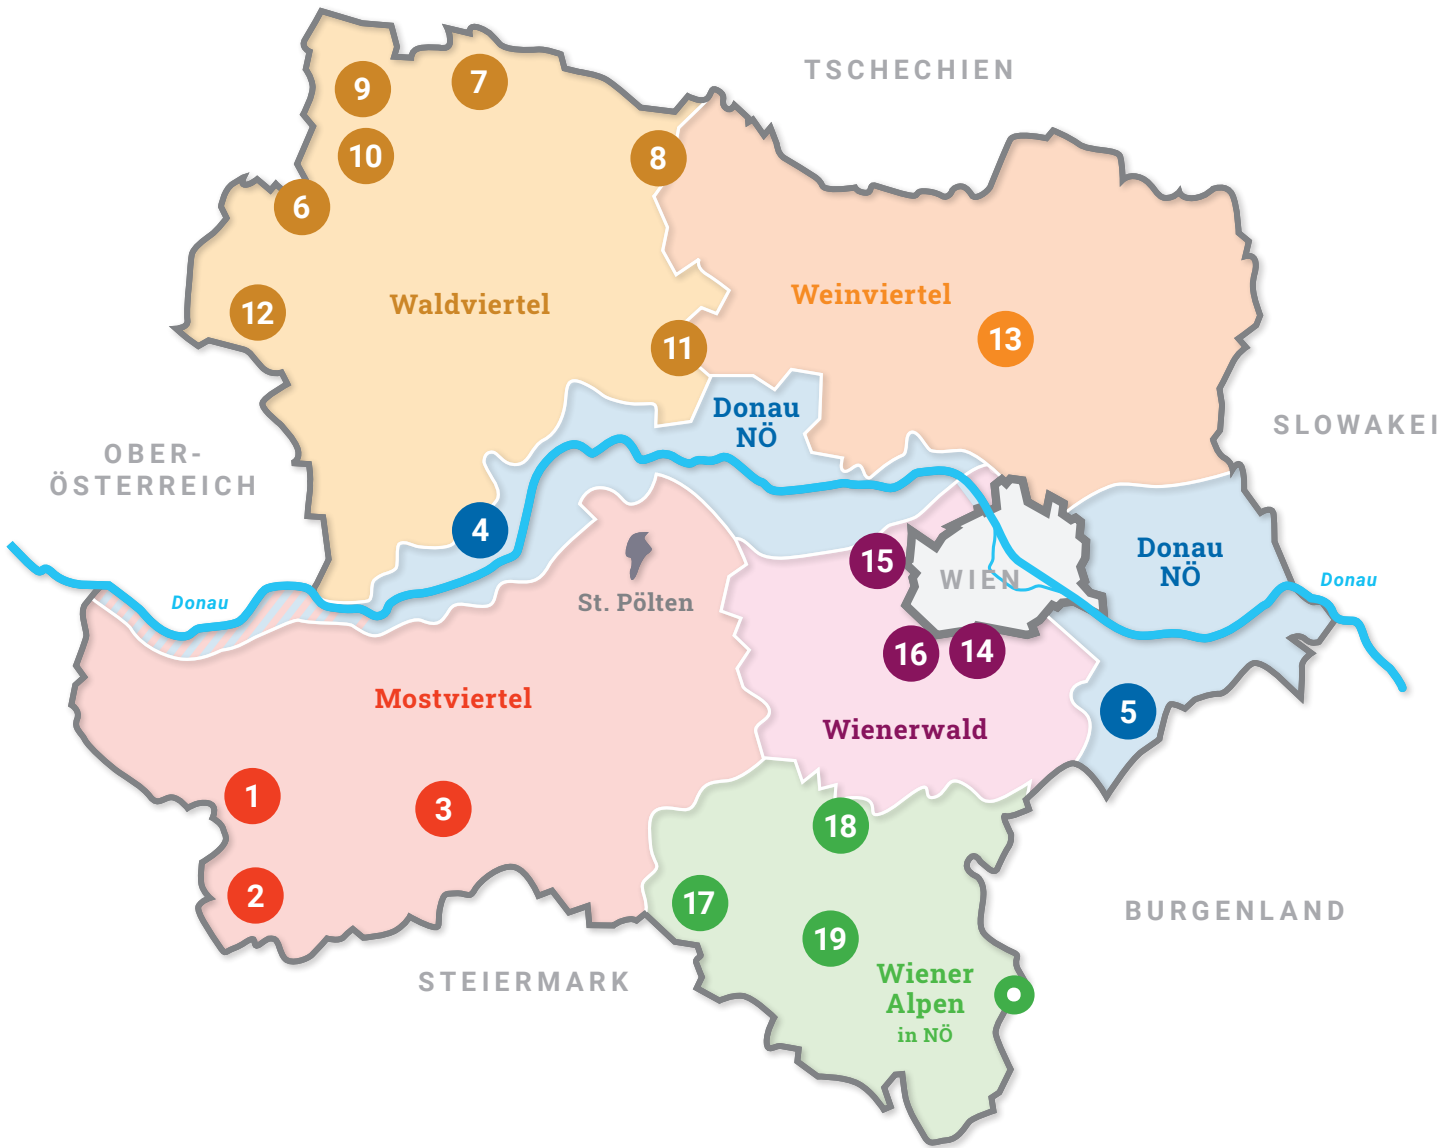 TSCHECHIEN
9
7
10
8
6
12
Waldviertel
Weinviertel
13
11
Donau
NÖ
SLOWAKEI
OBER-
ÖSTERREICH
4
15
WIEN
Donau
NÖ
Donau
St. Pölten
Donau
16
14
Mostviertel
Wienerwald
5
1
3
18
2
17
19
BURGENLAND
STEIERMARK
Wiener
Alpen
in NÖ